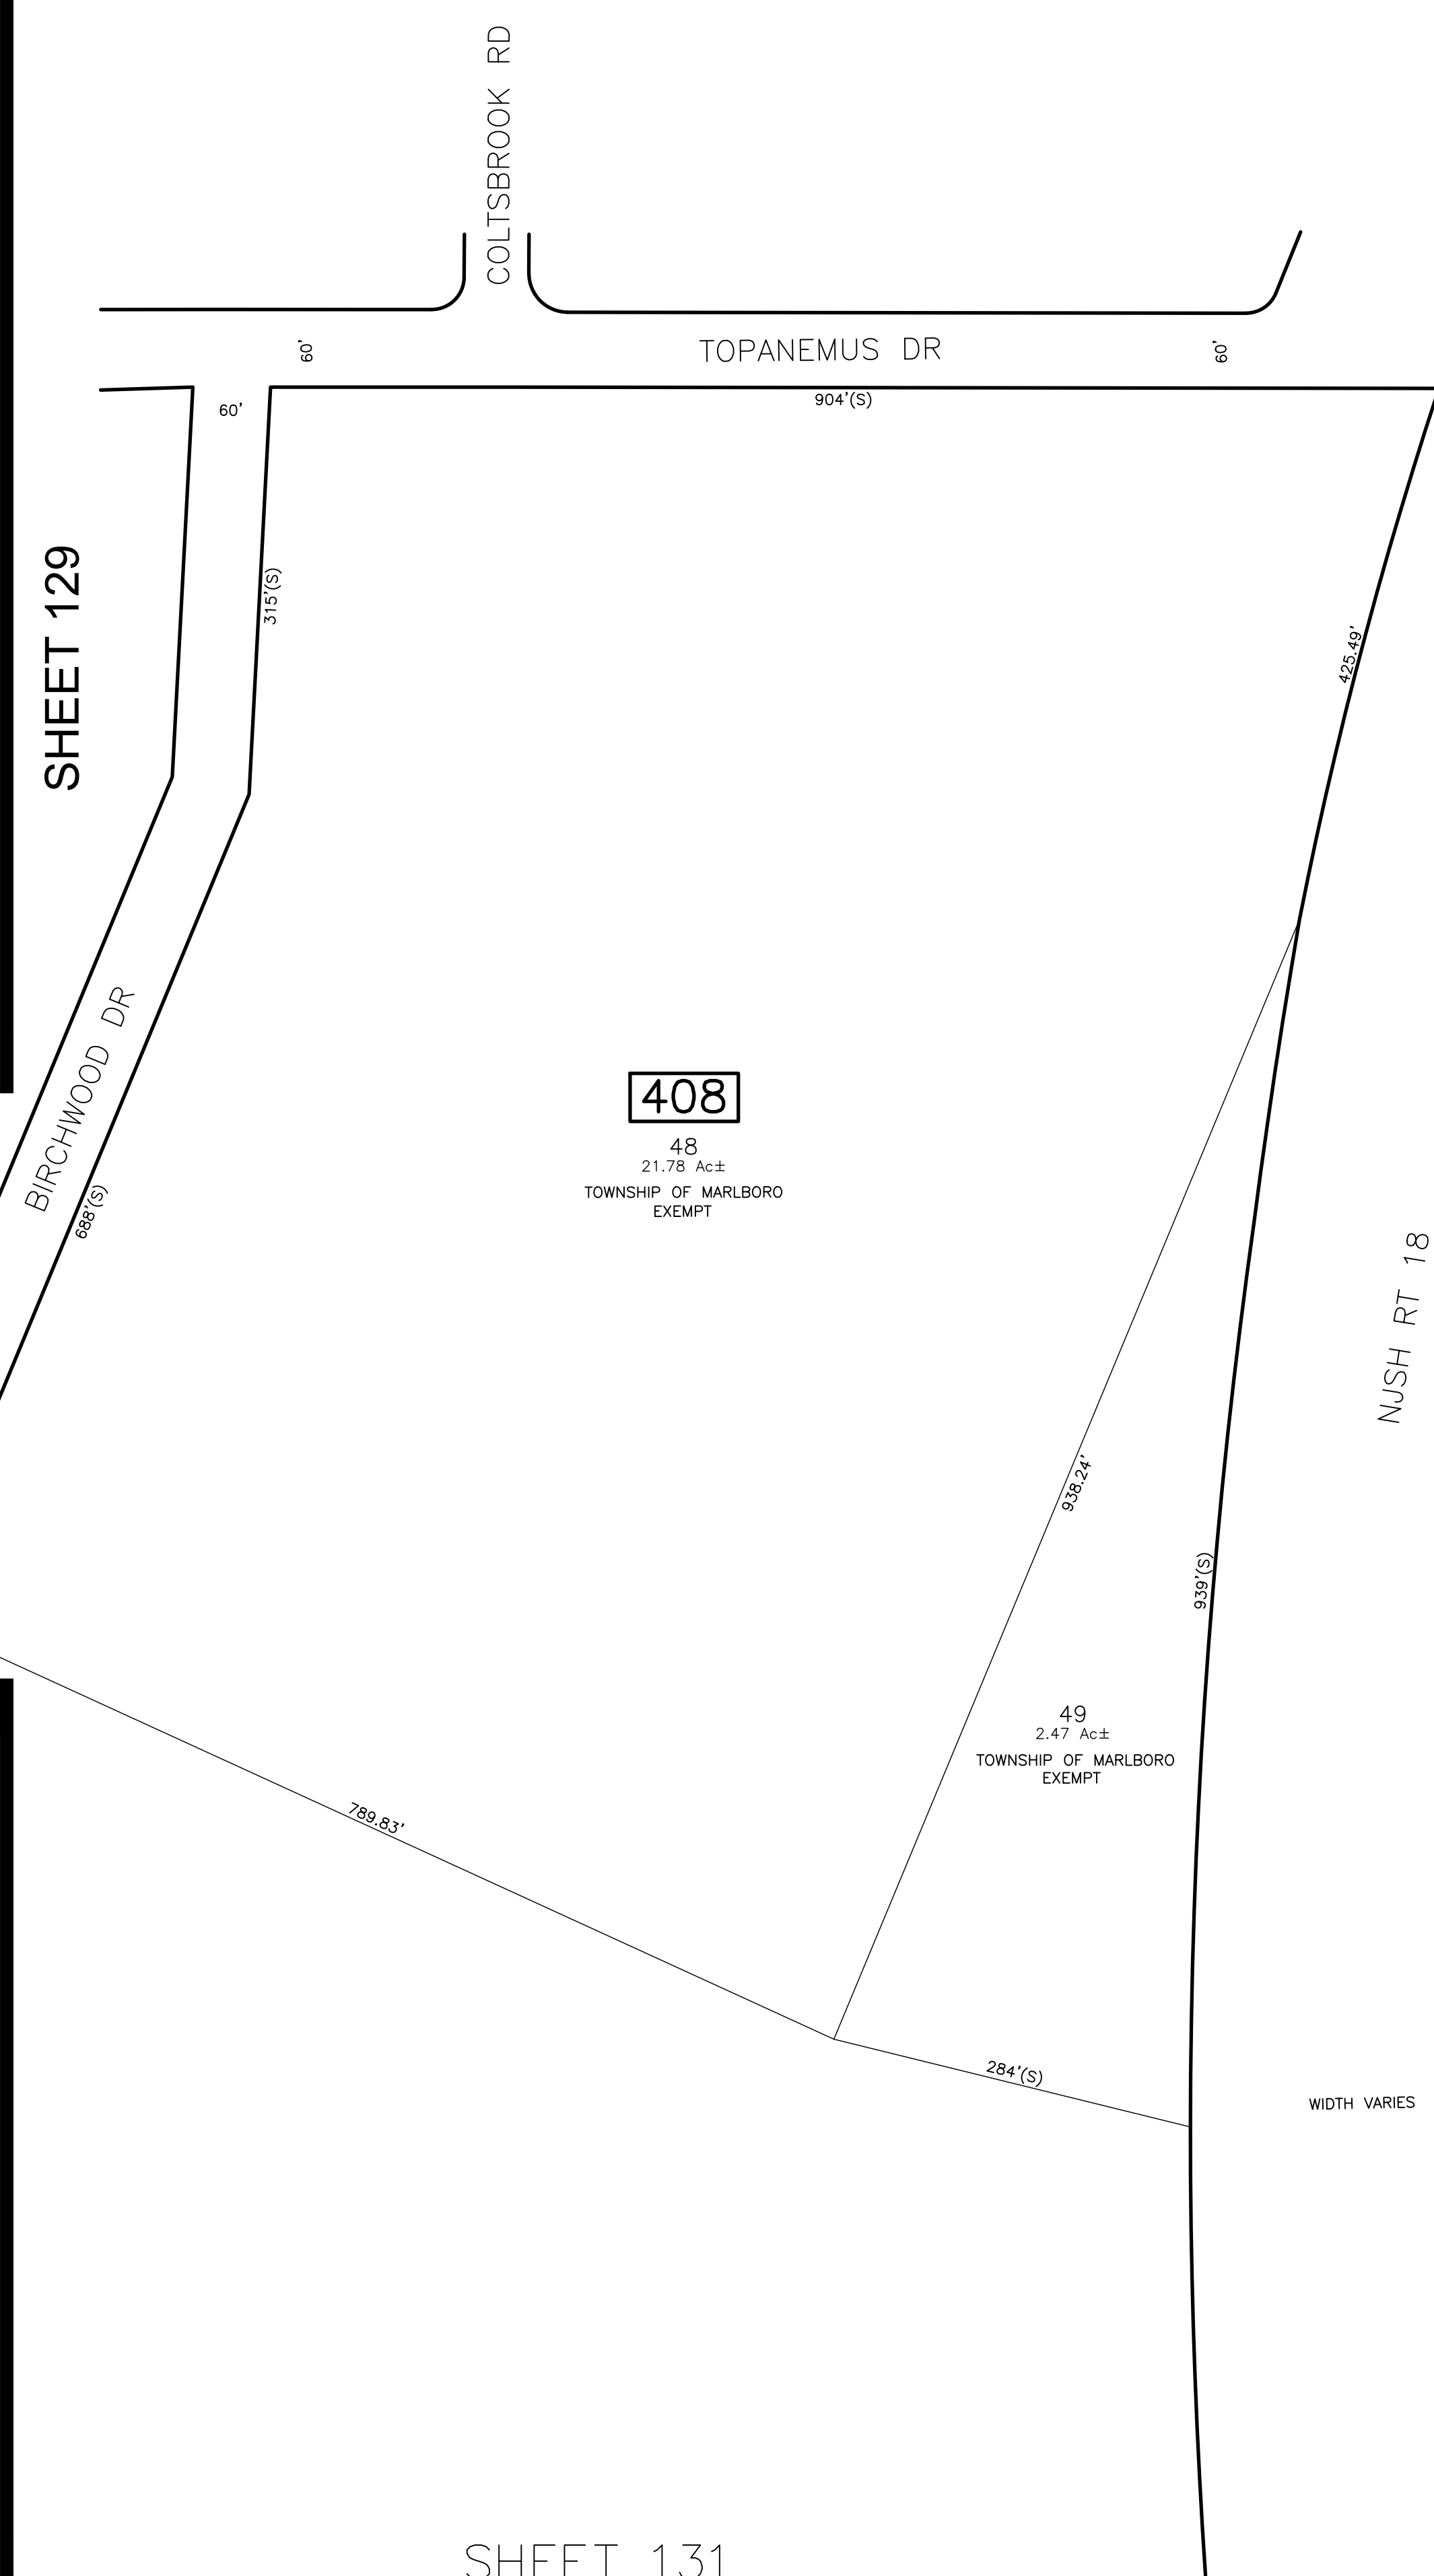 COLTSBROOK RD
60'
TOPANEMUS DR
60'
60'
904'(S)
SHEET 129
315'(S)
425.49'
BIRCHWOOD DR
688'(S)
408
48
21.78 Ac±
TOWNSHIP OF MARLBORO
EXEMPT
NJSH RT 18
938.24'
939'(S)
49
2.47 Ac±
TOWNSHIP OF MARLBORO
EXEMPT
789.83'
284'(S)
WIDTH VARIES
SHEET 131